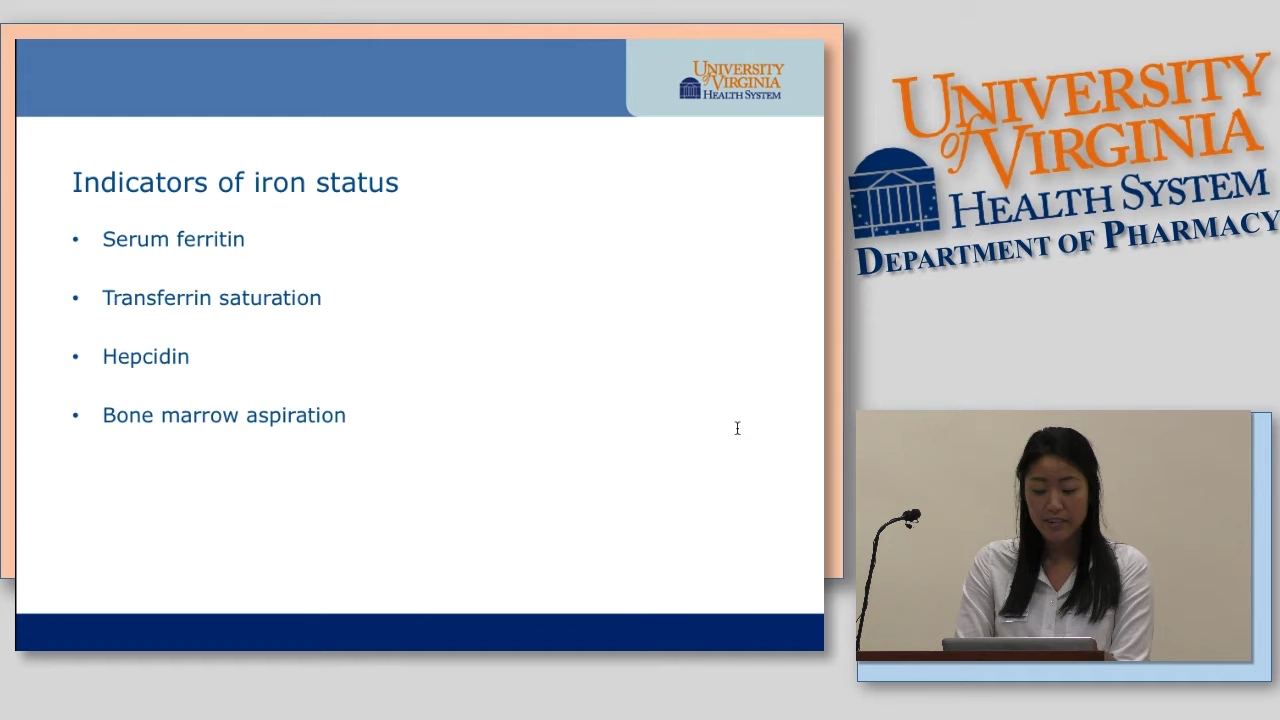 UNIVERSITY
of VIRGINIA
HEALTH SYSTEM
Indicators of iron status
• Serum ferritin
• Transferrin saturation
• Hepcidin
• Bone marrow aspiration
UNIVERSITY
of VIRGINIA
HEALTH SYSTEM
DEPARTMENT OF PHARMACY